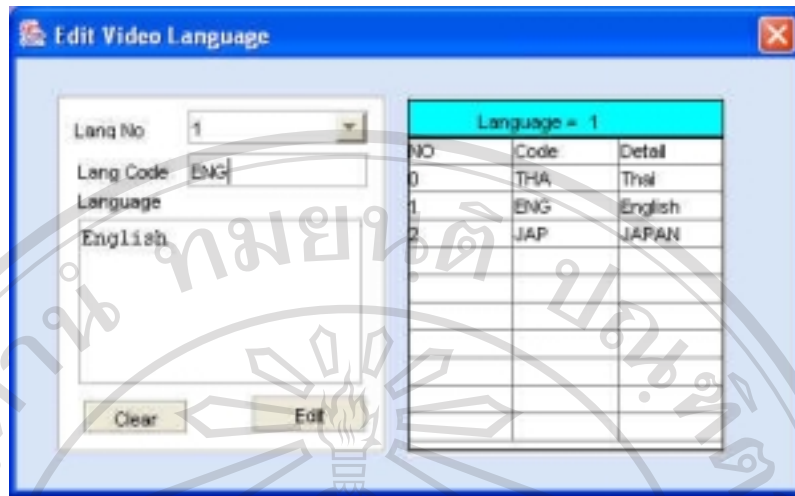 Edit Video Language
Lang No 1
Lang Code ENG
Language
English
Clear Edit
Language = 1
NO Code Detail
0 THA Thai
1 ENG English
2 JAP JAPAN